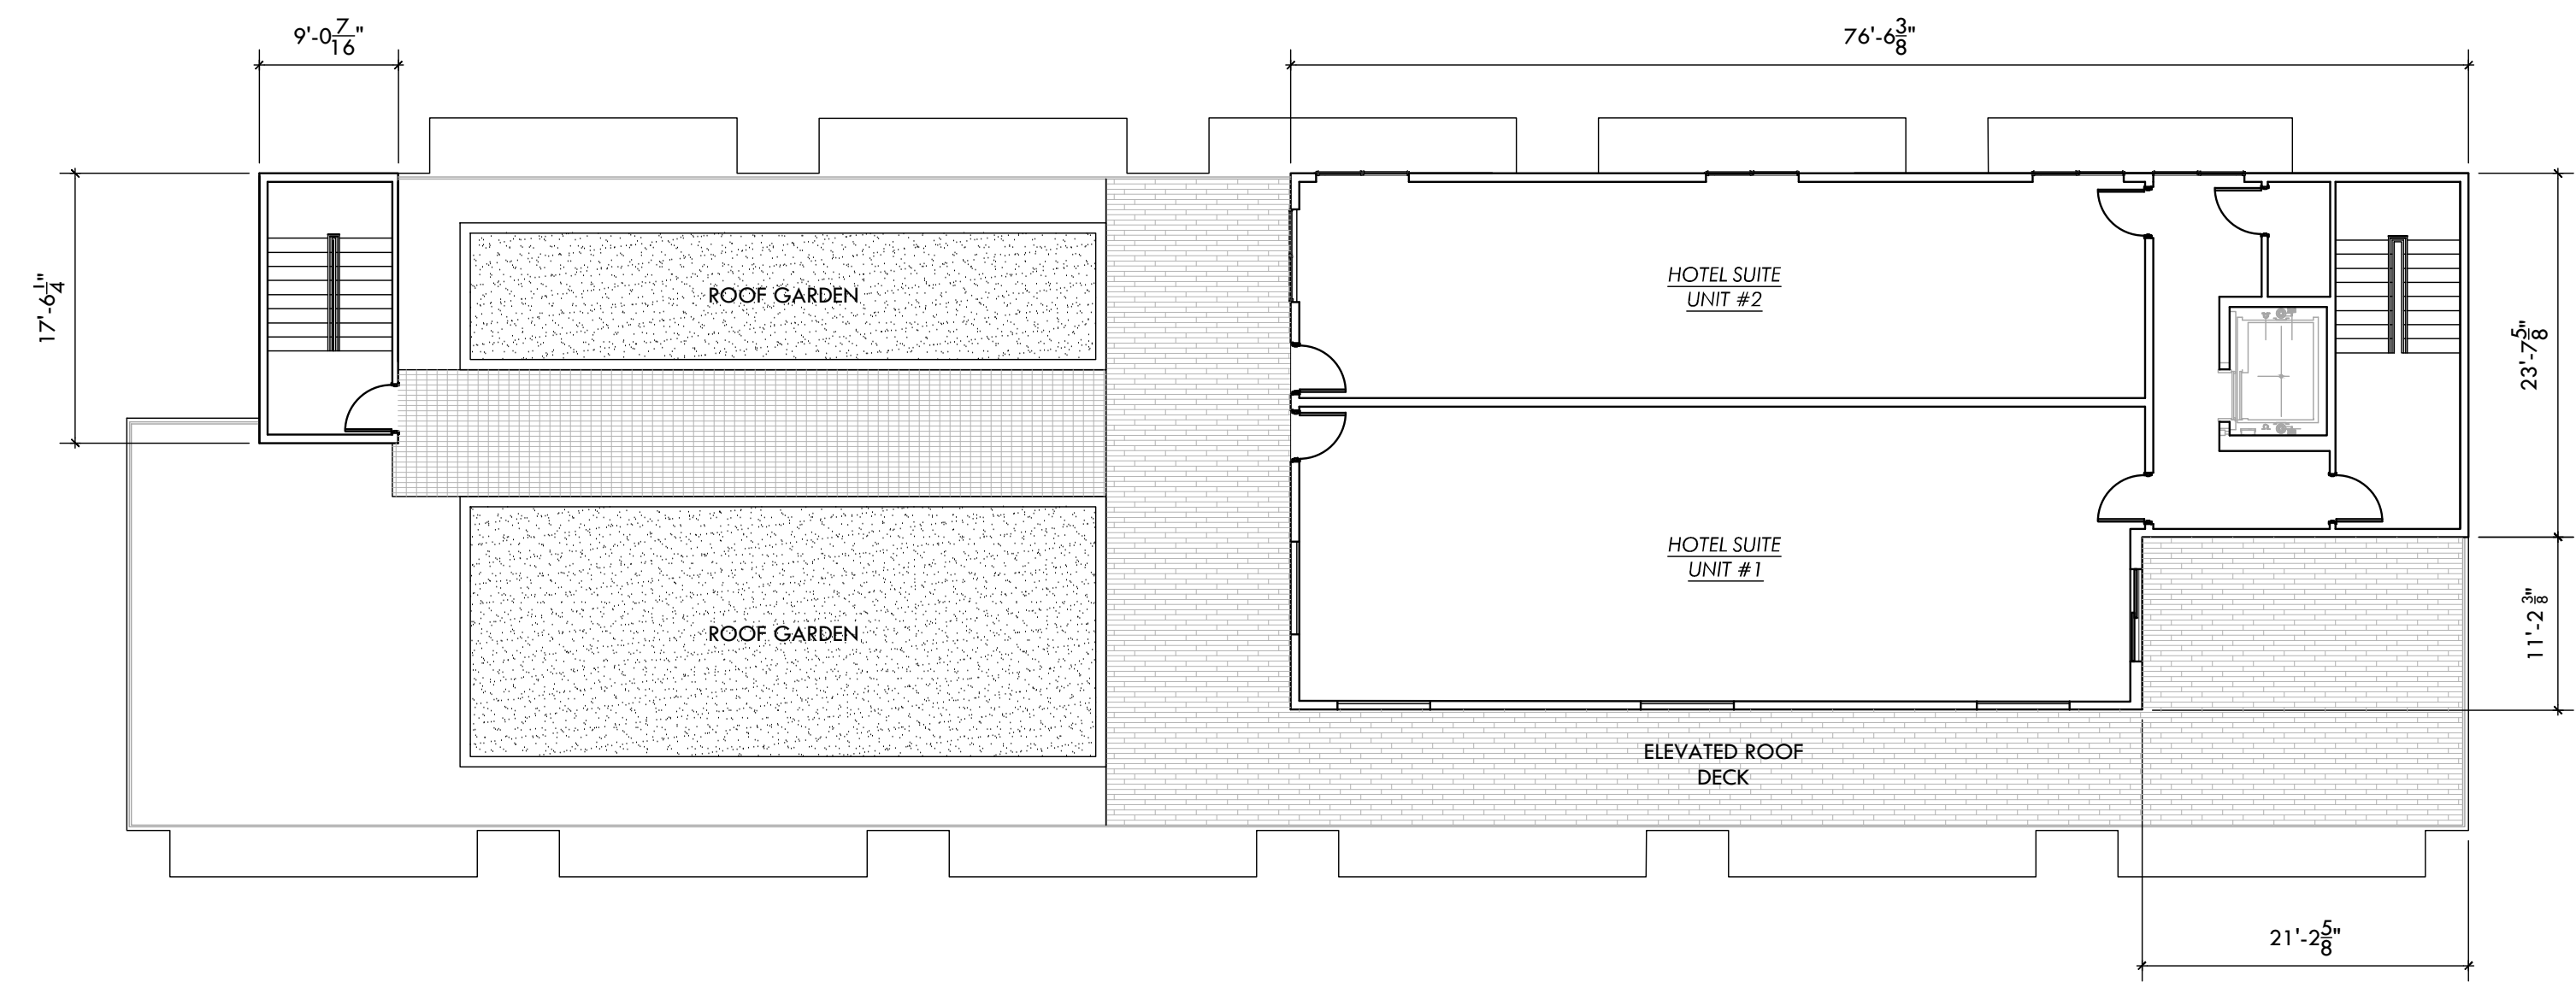 9'-0 7/16"
76'-6 3/8"
17'-6 1/4"
ROOF GARDEN
HOTEL SUITE
UNIT #2
23'-7 5/8"
HOTEL SUITE
UNIT #1
ROOF GARDEN
11'-2 3/8"
ELEVATED ROOF
DECK
21'-2 5/8"